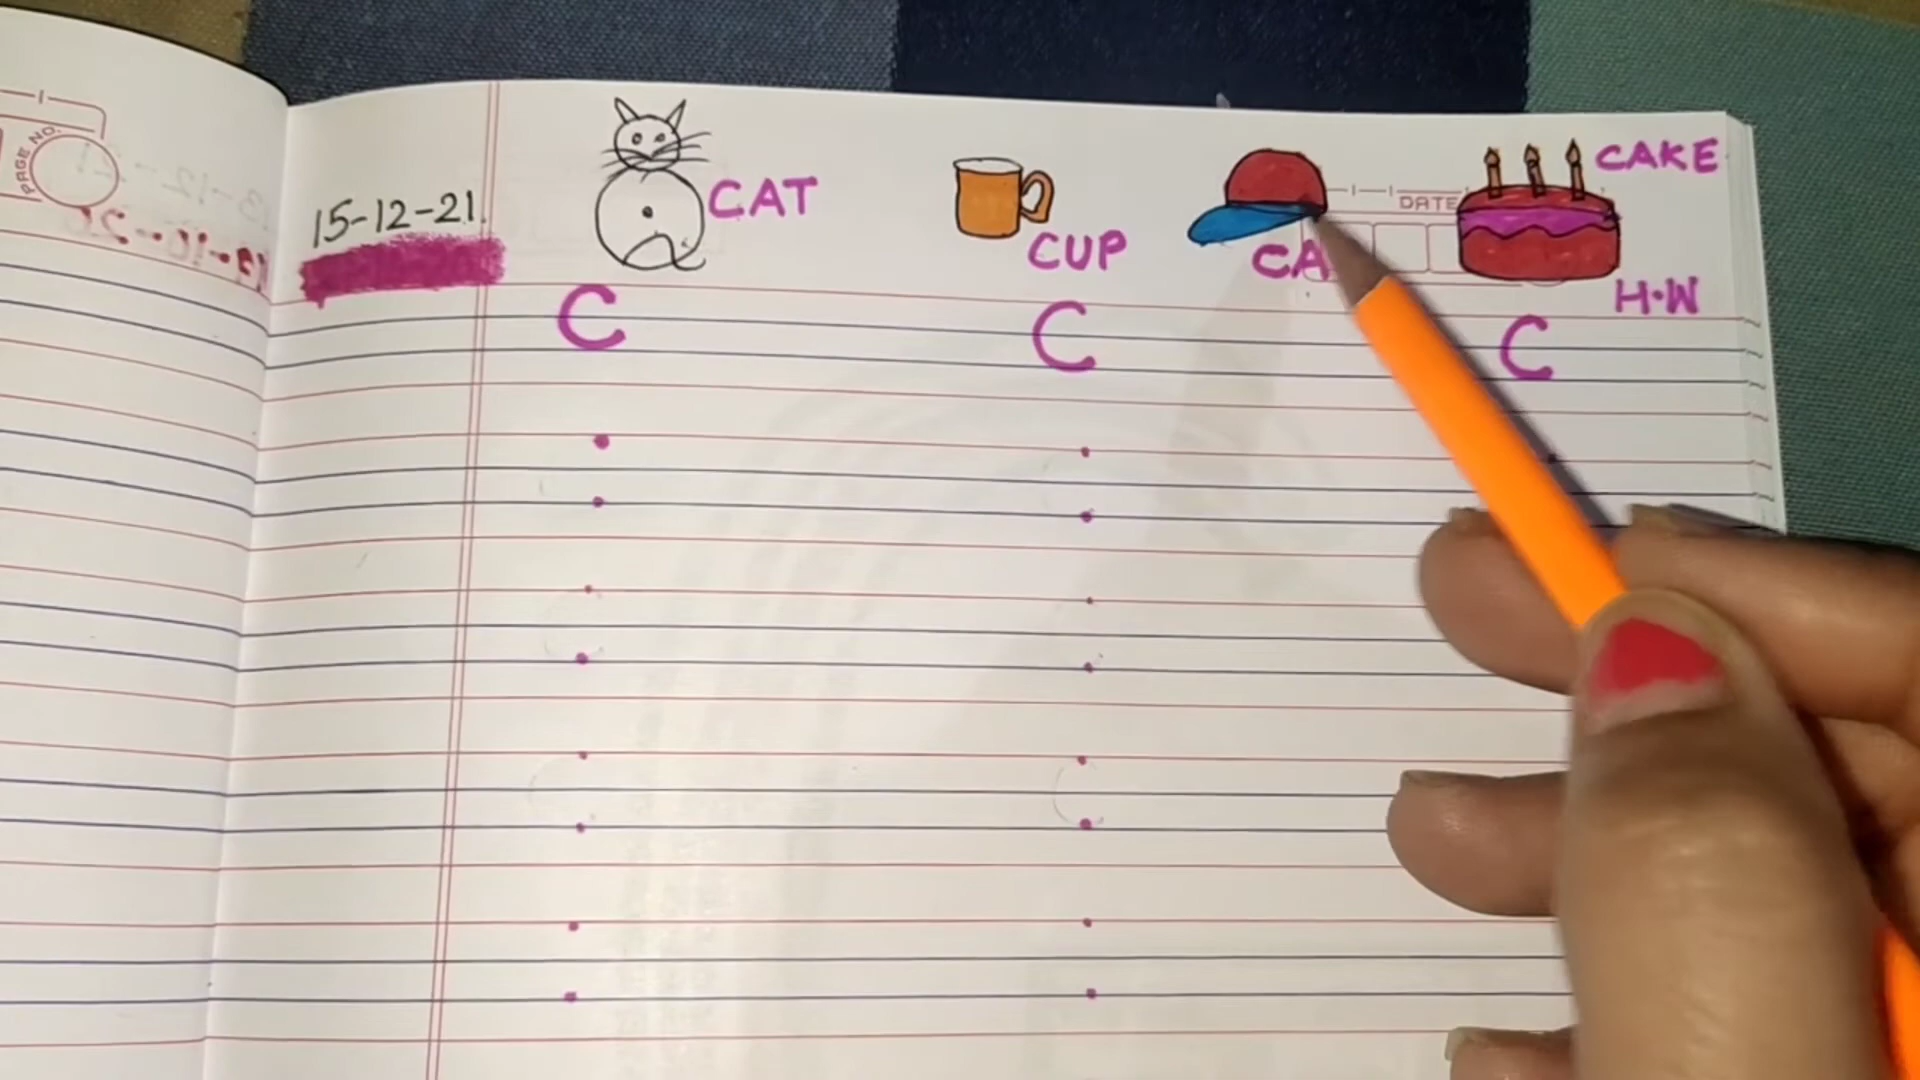 PAGE NO.
15-12-21
CAT
CUP
CA
DATE
CAKE
H.W
C C C